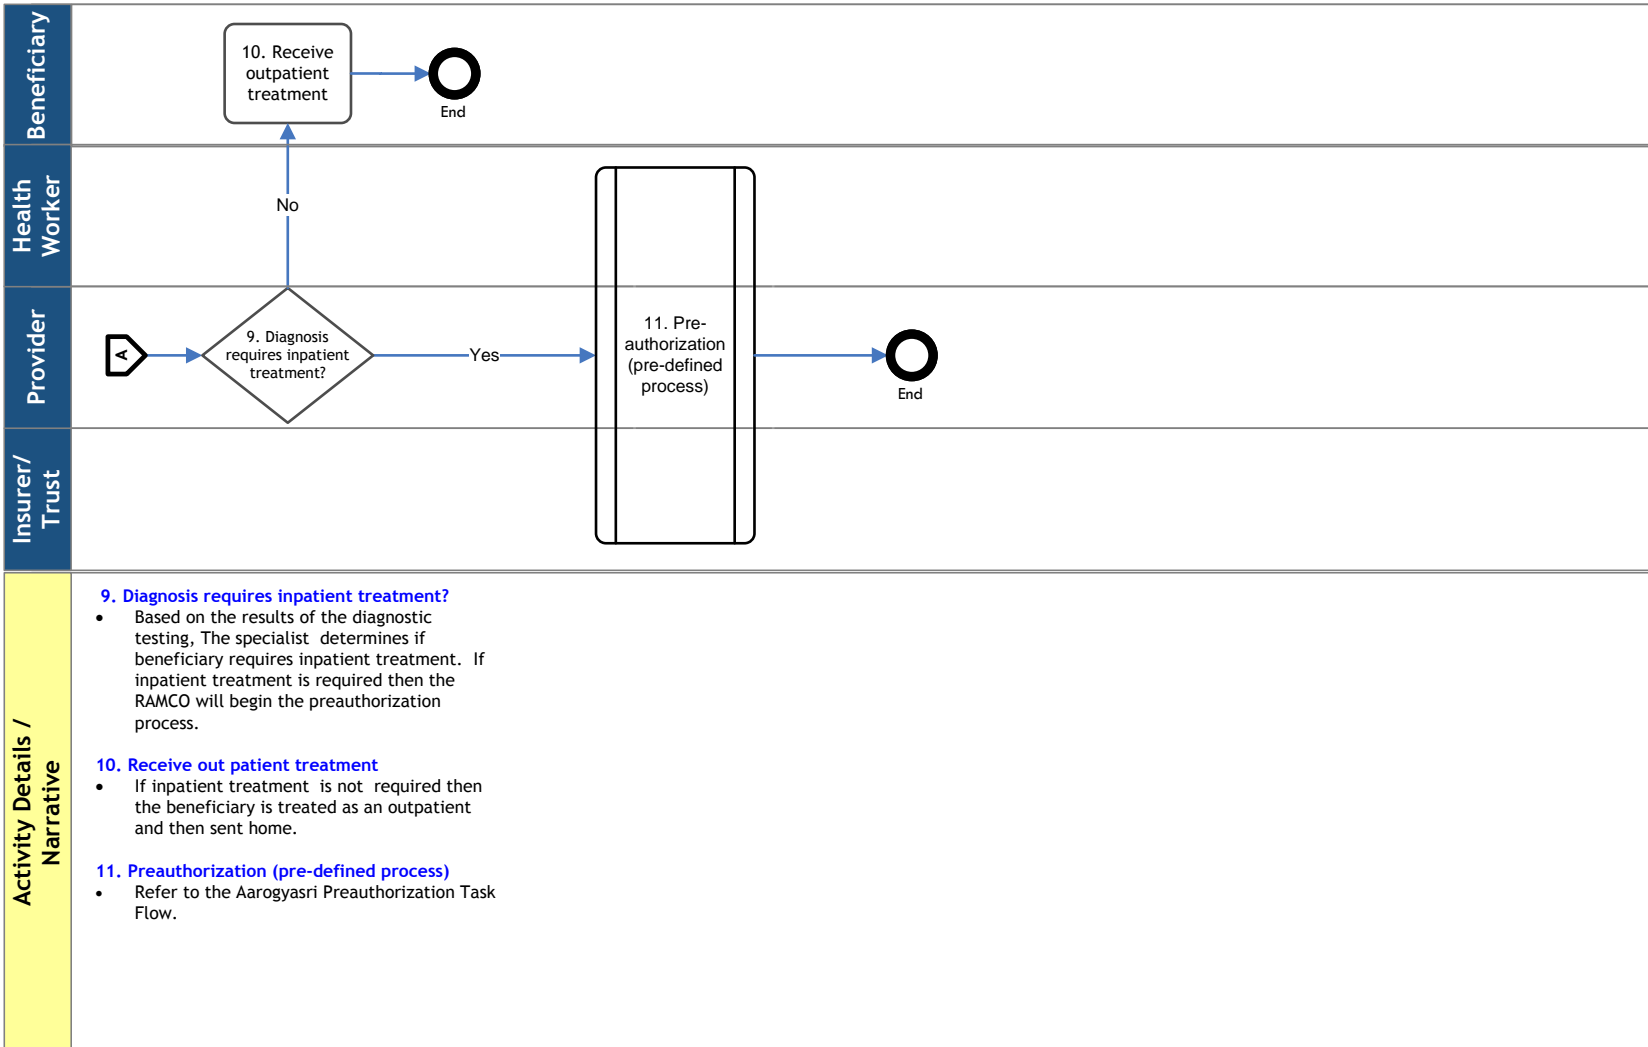 Beneficiary
10. Receive
outpatient
treatment
End
Health
Worker
No
Provider
A
9. Diagnosis
requires inpatient
treatment?
Yes
11. Pre-
authorization
(pre-defined
process)
End
Insurer/
Trust
Activity Details /
Narrative
9. Diagnosis requires inpatient treatment?
• Based on the results of the diagnostic
testing, The specialist  determines if
beneficiary requires inpatient treatment.  If
inpatient treatment is required then the
RAMCO will begin the preauthorization
process.
10. Receive out patient treatment
• If inpatient treatment  is not  required then
the beneficiary is treated as an outpatient
and then sent home.
11. Preauthorization (pre-defined process)
• Refer to the Aarogyasri Preauthorization Task
Flow.